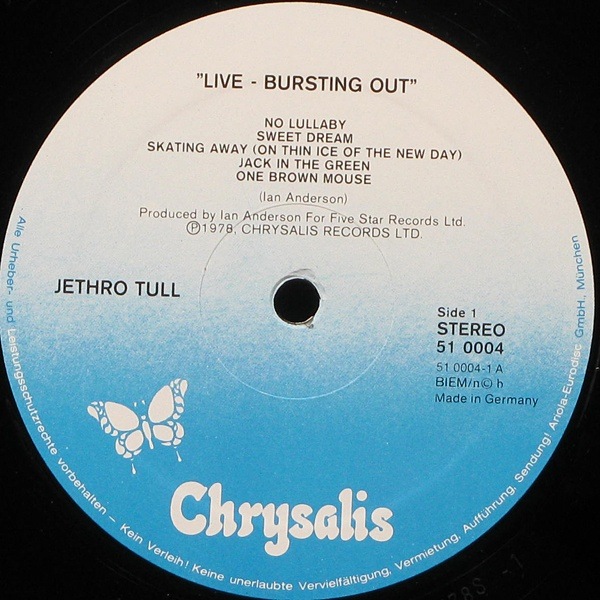 "LIVE - BURSTING OUT"
NO LULLABY
SWEET DREAM
SKATING AWAY (ON THIN ICE OF THE NEW DAY)
JACK IN THE GREEN
ONE BROWN MOUSE
(Ian Anderson)
Produced by Ian Anderson For Five Star Records Ltd.
℗1978, CHRYSALIS RECORDS LTD.
JETHRO TULL
Side 1
STEREO
51 0004
51 0004-1 A
BIEM/n© h
Made in Germany
Chrysalis
Alle Urheber- und Leistungsschutzrechte vorbehalten – Kein Verleih! Keine unerlaubte Vervielfältigung, Vermietung, Aufführung, Sendung! Ariola-Eurodisc GmbH., München